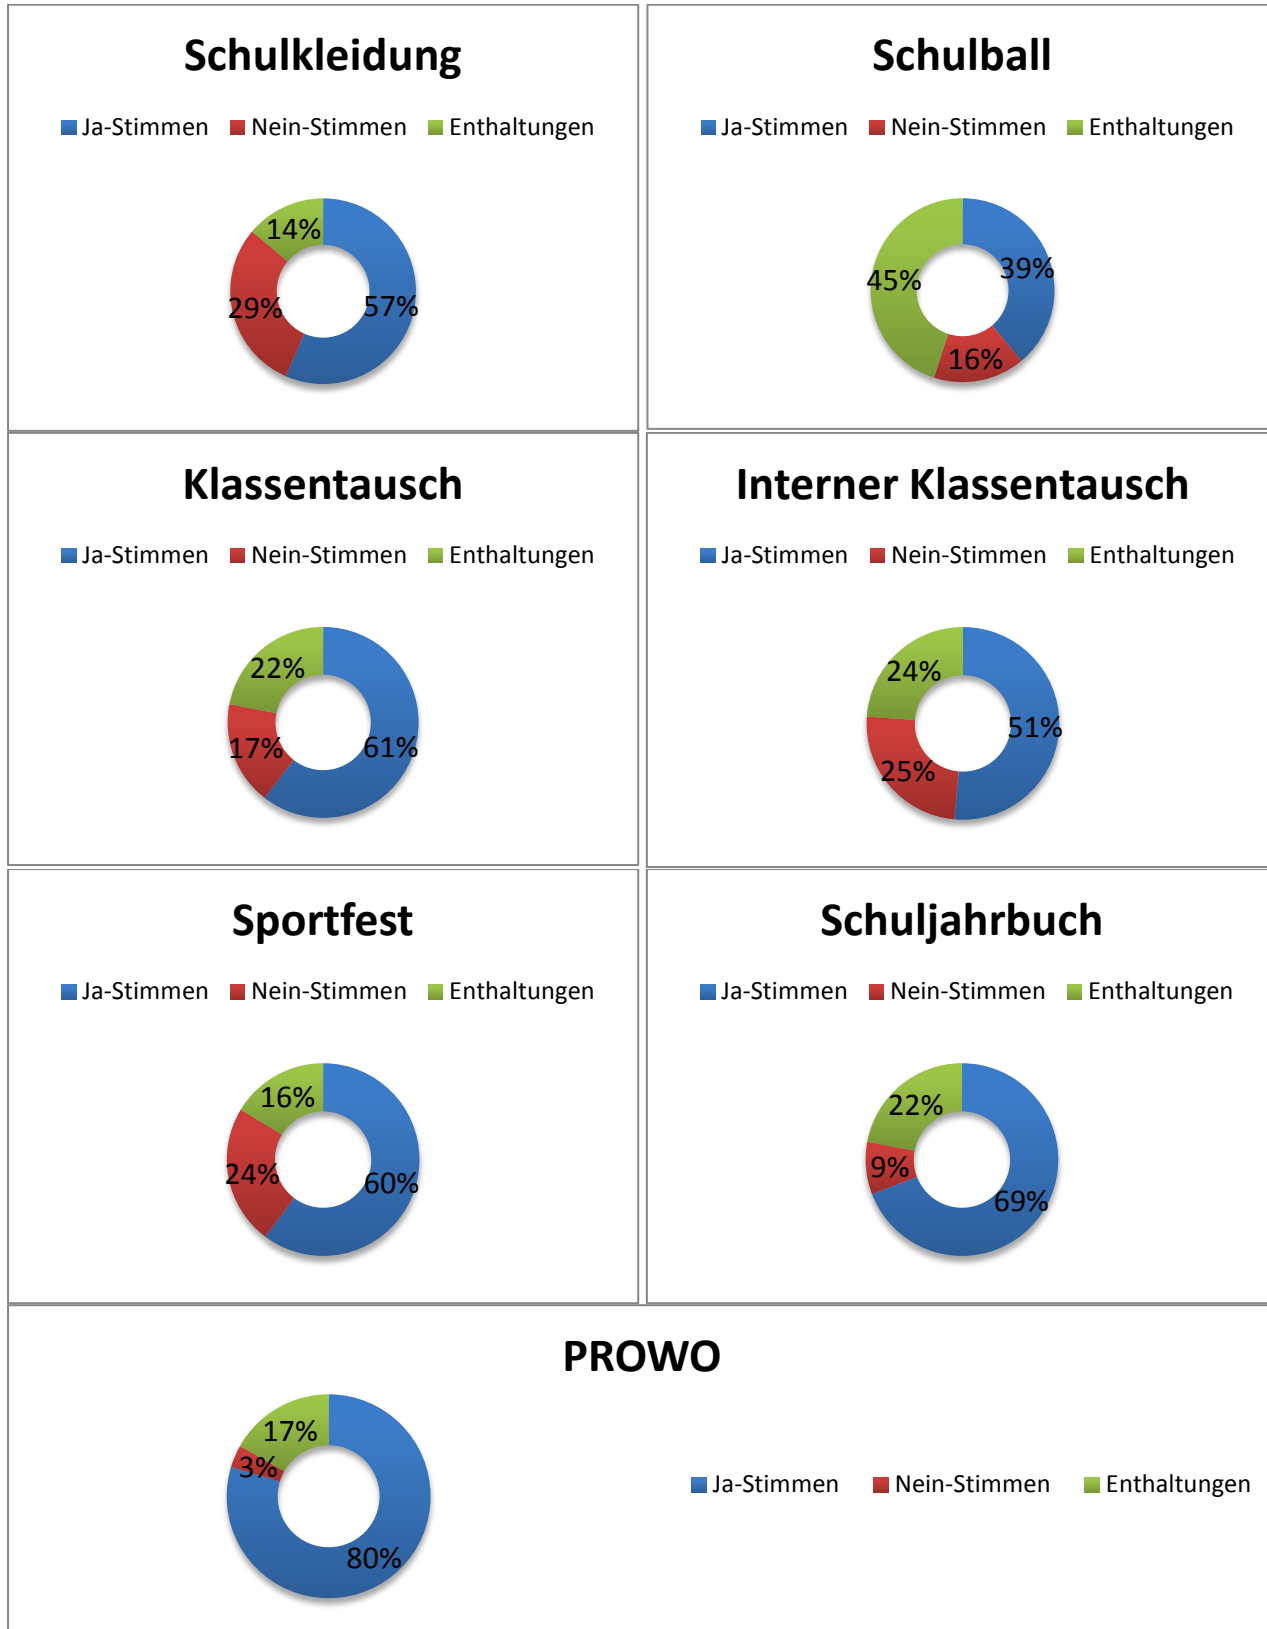 Schulkleidung
Ja-Stimmen Nein-Stimmen Enthaltungen
14%
29%
57%
Schulball
Ja-Stimmen Nein-Stimmen Enthaltungen
39%
45%
16%
Klassentausch
Ja-Stimmen Nein-Stimmen Enthaltungen
22%
17%
61%
Interner Klassentausch
Ja-Stimmen Nein-Stimmen Enthaltungen
24%
51%
25%
Sportfest
Ja-Stimmen Nein-Stimmen Enthaltungen
16%
24%
60%
Schuljahrbuch
Ja-Stimmen Nein-Stimmen Enthaltungen
22%
9%
69%
PROWO
17%
3%
80%
Ja-Stimmen Nein-Stimmen Enthaltungen